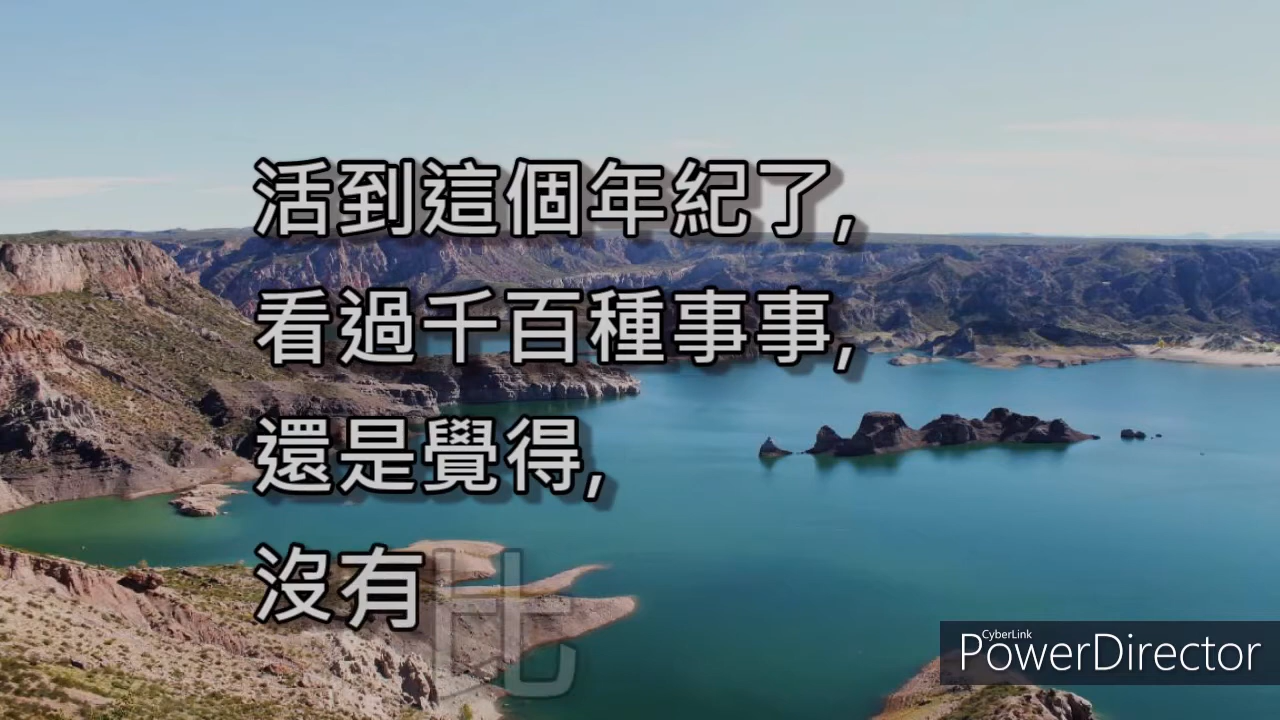 活到這個年紀了,
看過千百種事事,
還是覺得,
沒有比
CyberLink
PowerDirector